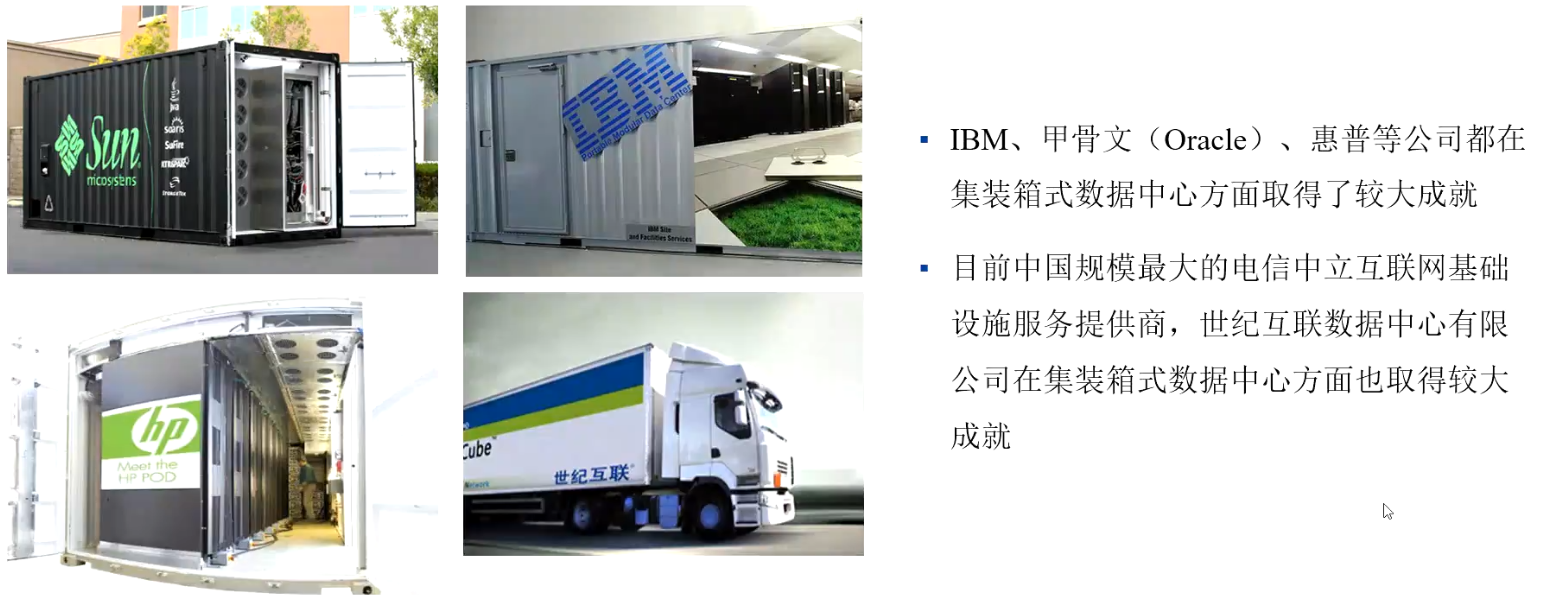 Sun
microsystems
Java
Solaris
SunFire
IBM
Portable Modular Data Center
IBM Site
and Facilities Services
hp
Meet the
HP POD
Cube™
世纪互联
Network
IBM、甲骨文（Oracle）、惠普等公司都在
集装箱式数据中心方面取得了较大成就
目前中国规模最大的电信中立互联网基础
设施服务提供商，世纪互联数据中心有限
公司在集装箱式数据中心方面也取得较大
成就